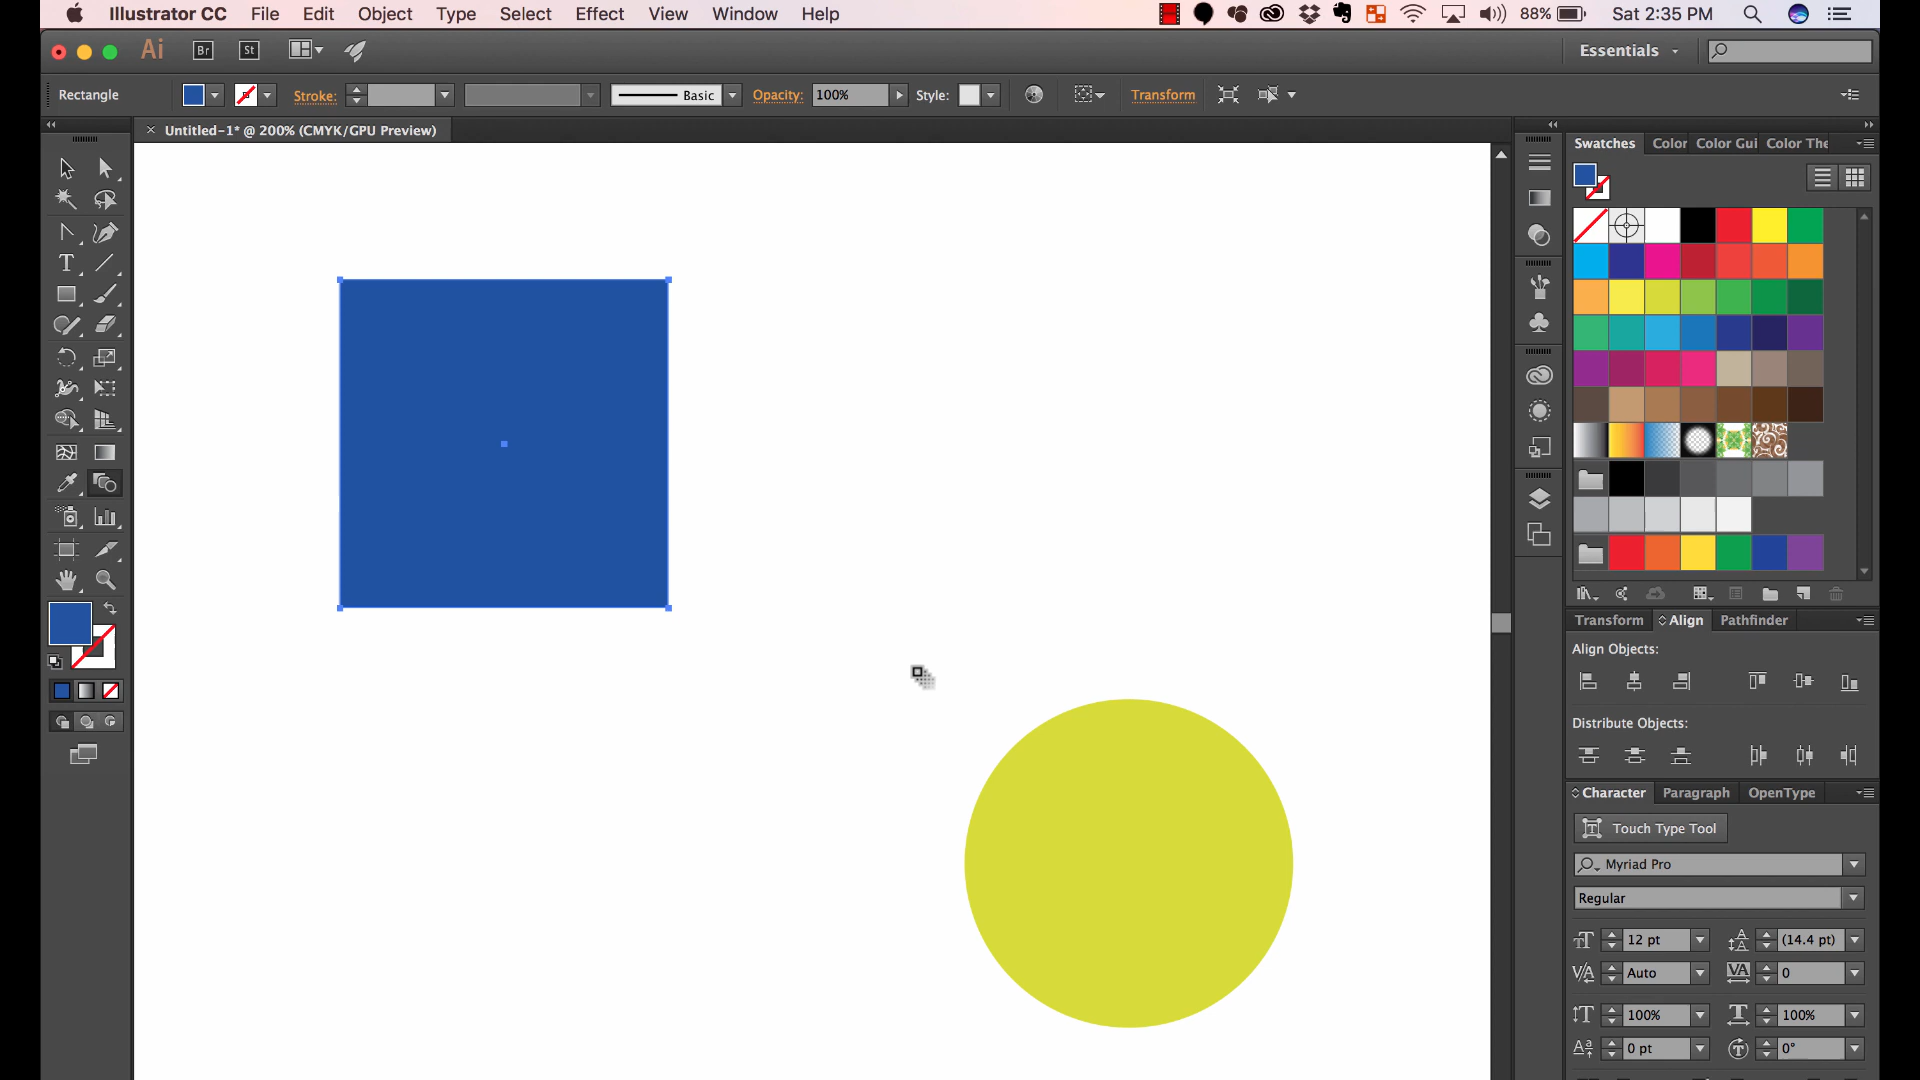 Illustrator CC File Edit Object Type Select Effect View Window Help 88% Sat 2:35 PM
Ai Br St Essentials
Rectangle Stroke: Basic Opacity: 100% Style: Transform
× Untitled-1* @ 200% (CMYK/GPU Preview)
Swatches Color Color Gui Color The
Transform Align Pathfinder
Align Objects:
Distribute Objects:
Character Paragraph OpenType
Touch Type Tool
Myriad Pro
Regular
12 pt (14.4 pt)
Auto 0
100% 100%
0 pt 0°